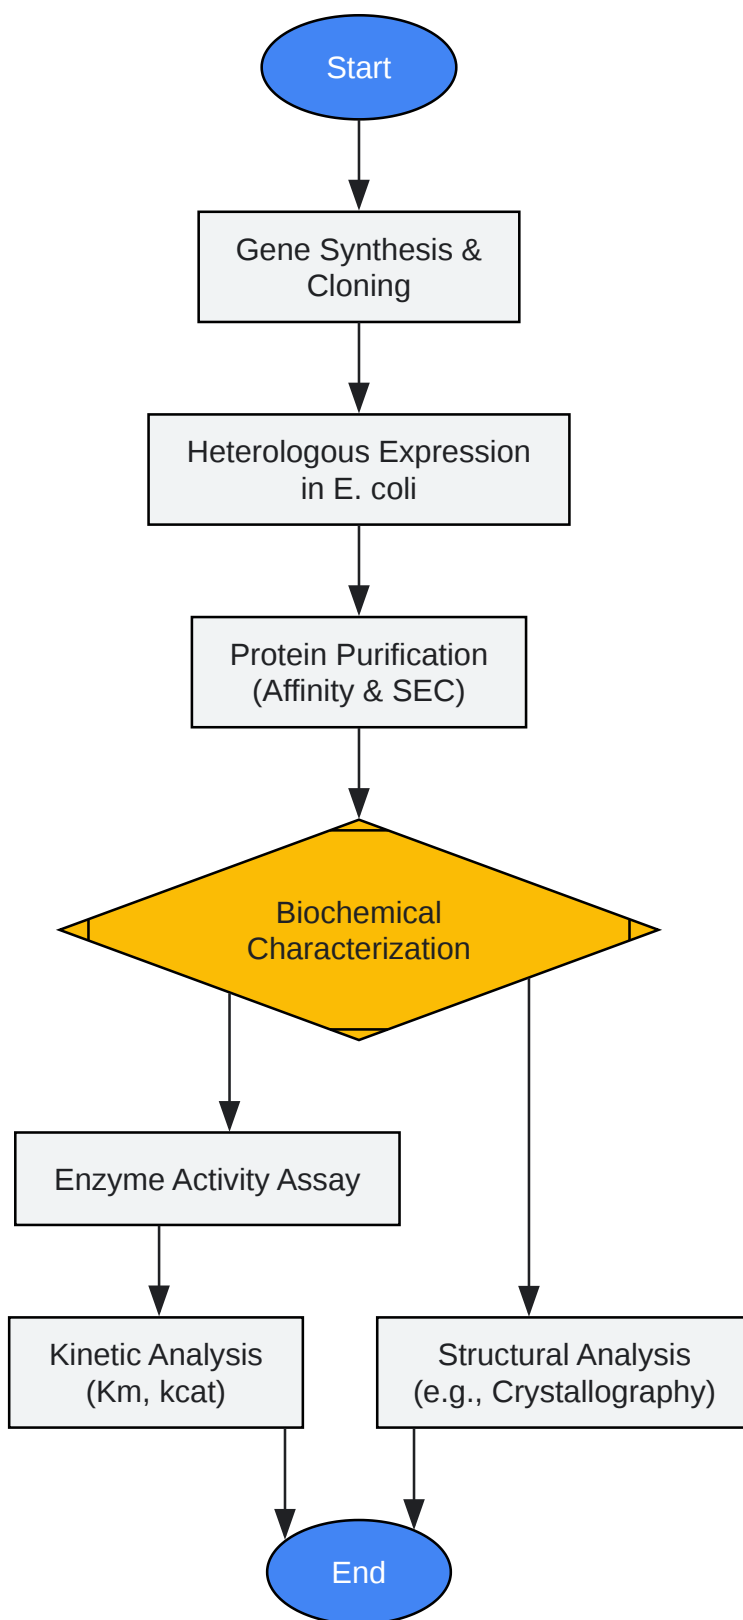 Start
Gene Synthesis &
Cloning
Heterologous Expression
in E. coli
Protein Purification
(Affinity & SEC)
Biochemical
Characterization
Enzyme Activity Assay
Kinetic Analysis
(Km, kcat)
Structural Analysis
(e.g., Crystallography)
End